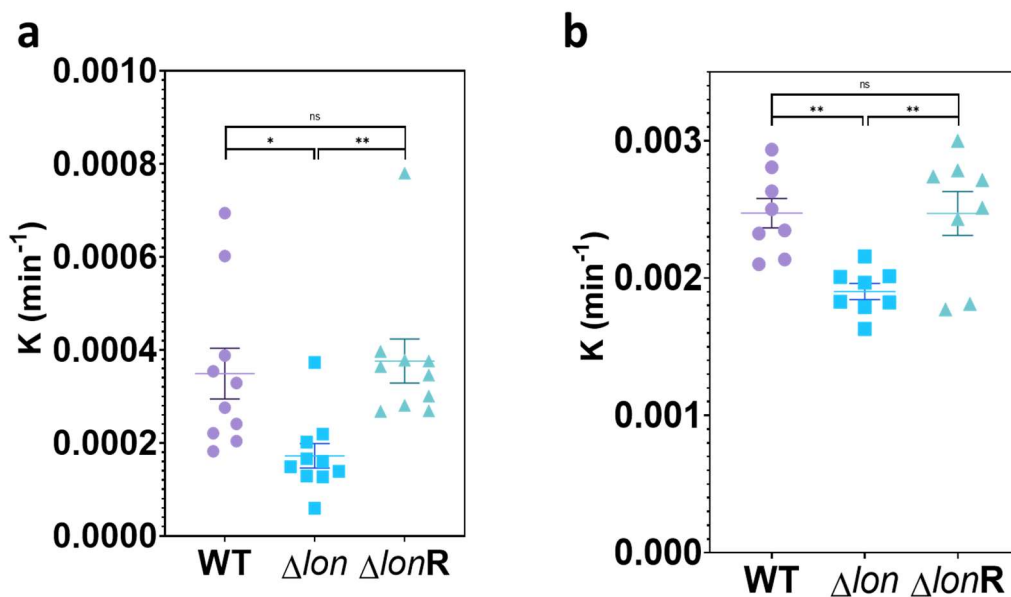 a
K (min⁻¹)
0.0010
0.0008
0.0006
0.0004
0.0002
0.0000
ns
*
**
WT
Δlon
ΔlonR
b
K (min⁻¹)
0.003
0.002
0.001
0.000
ns
**
**
WT
Δlon
ΔlonR